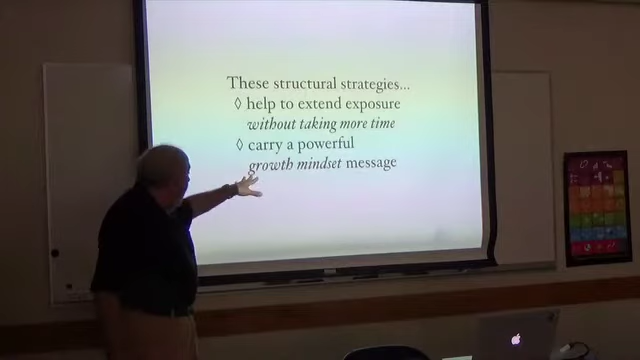 These structural strategies...
◊ help to extend exposure
without taking more time
◊ carry a powerful
growth mindset message